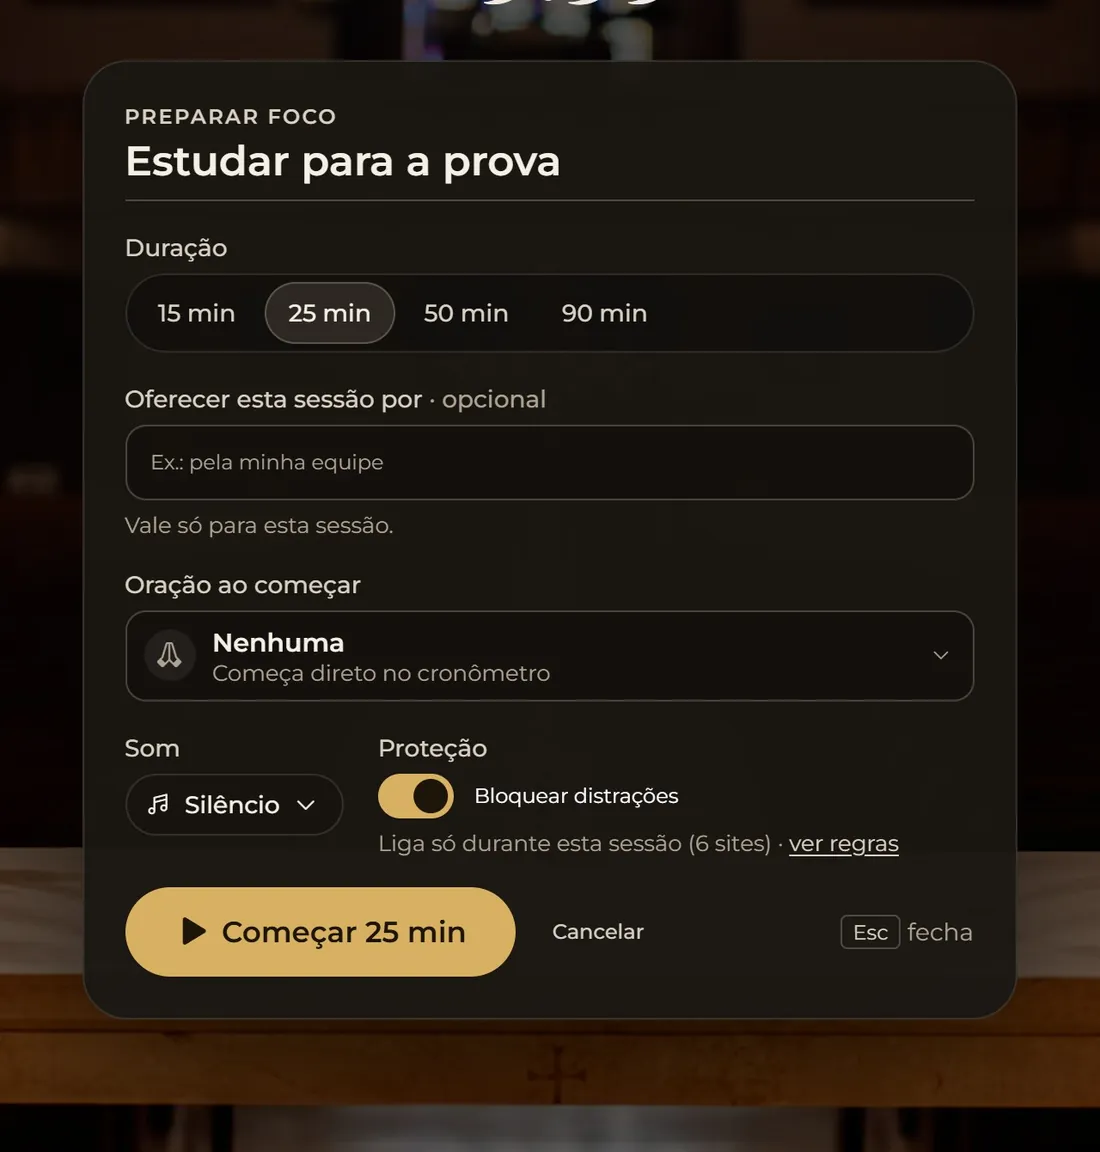 PREPARAR FOCO
Estudar para a prova
Duração
15 min 25 min 50 min 90 min
Oferecer esta sessão por · opcional
Ex.: pela minha equipe
Vale só para esta sessão.
Oração ao começar
Nenhuma
Começa direto no cronômetro
Som Proteção
Silêncio Bloquear distrações
Liga só durante esta sessão (6 sites) · ver regras
Começar 25 min Cancelar Esc fecha